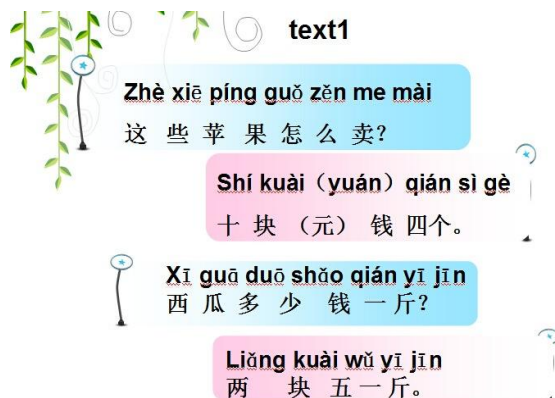 text1
Zhè xiē píng guǒ zěn me mài
这 些 苹 果 怎 么 卖?
Shí kuài（yuán）qián sì gè
十 块 （元） 钱 四个。
Xī guā duō shǎo qián yī jīn
西 瓜 多 少 钱 一 斤?
Liǎng kuài wǔ yī jīn
两 块 五 一 斤。